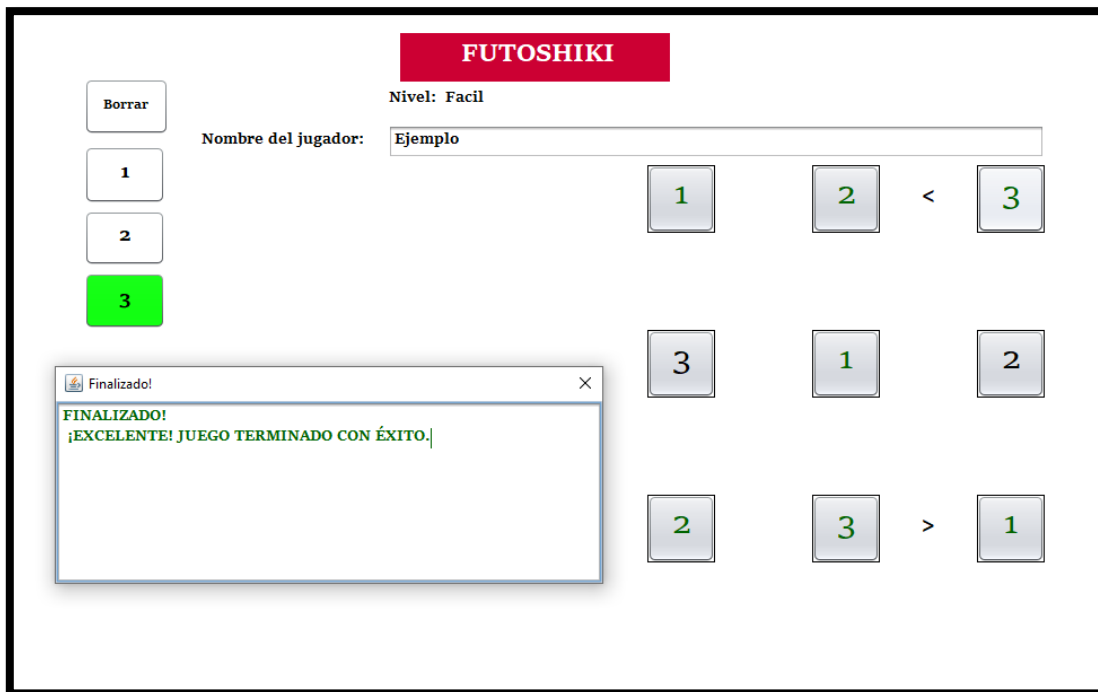 FUTOSHIKI
Borrar
Nivel: Facil
Nombre del jugador: Ejemplo
1
2
3
1 2 < 3
3 1 2
2 3 > 1
Finalizado!
FINALIZADO!
¡EXCELENTE! JUEGO TERMINADO CON ÉXITO.